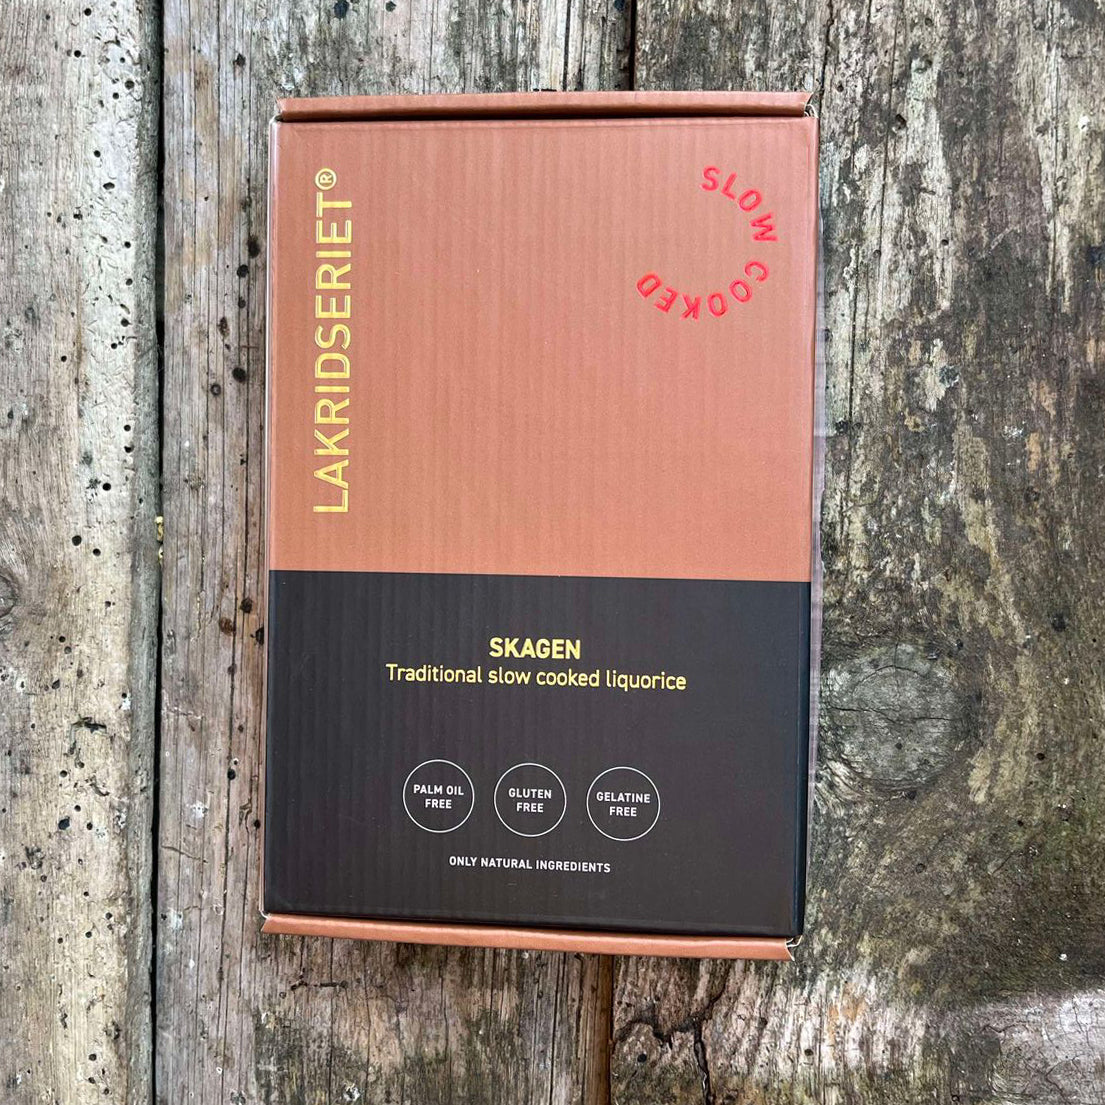 LAKRIDSERIET®
SLOW COOKED
SKAGEN
Traditional slow cooked liquorice
PALM OIL
FREE
GLUTEN
FREE
GELATINE
FREE
ONLY NATURAL INGREDIENTS